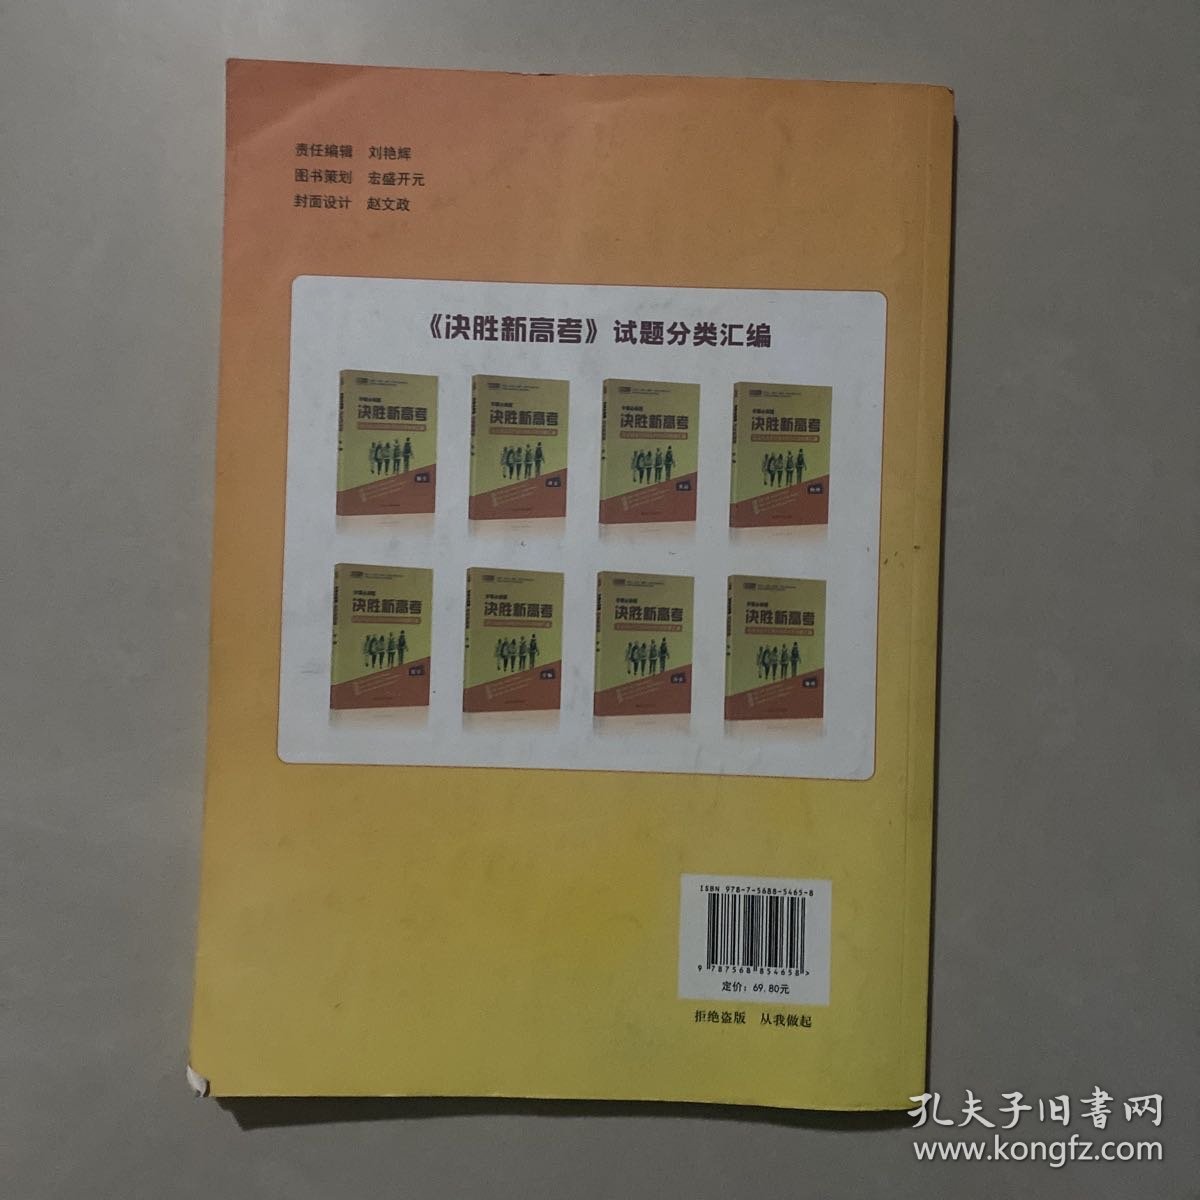 责任编辑 刘艳辉
图书策划 宏盛开元
封面设计 赵文政
《决胜新高考》试题分类汇编
决胜新高考
决胜新高考
决胜新高考
决胜新高考
决胜新高考
决胜新高考
决胜新高考
决胜新高考
ISBN 978-7-5688-5465-8
9 787568 854658>
定价：69.80元
拒绝盗版 从我做起
孔夫子旧書网
www.kongfz.com